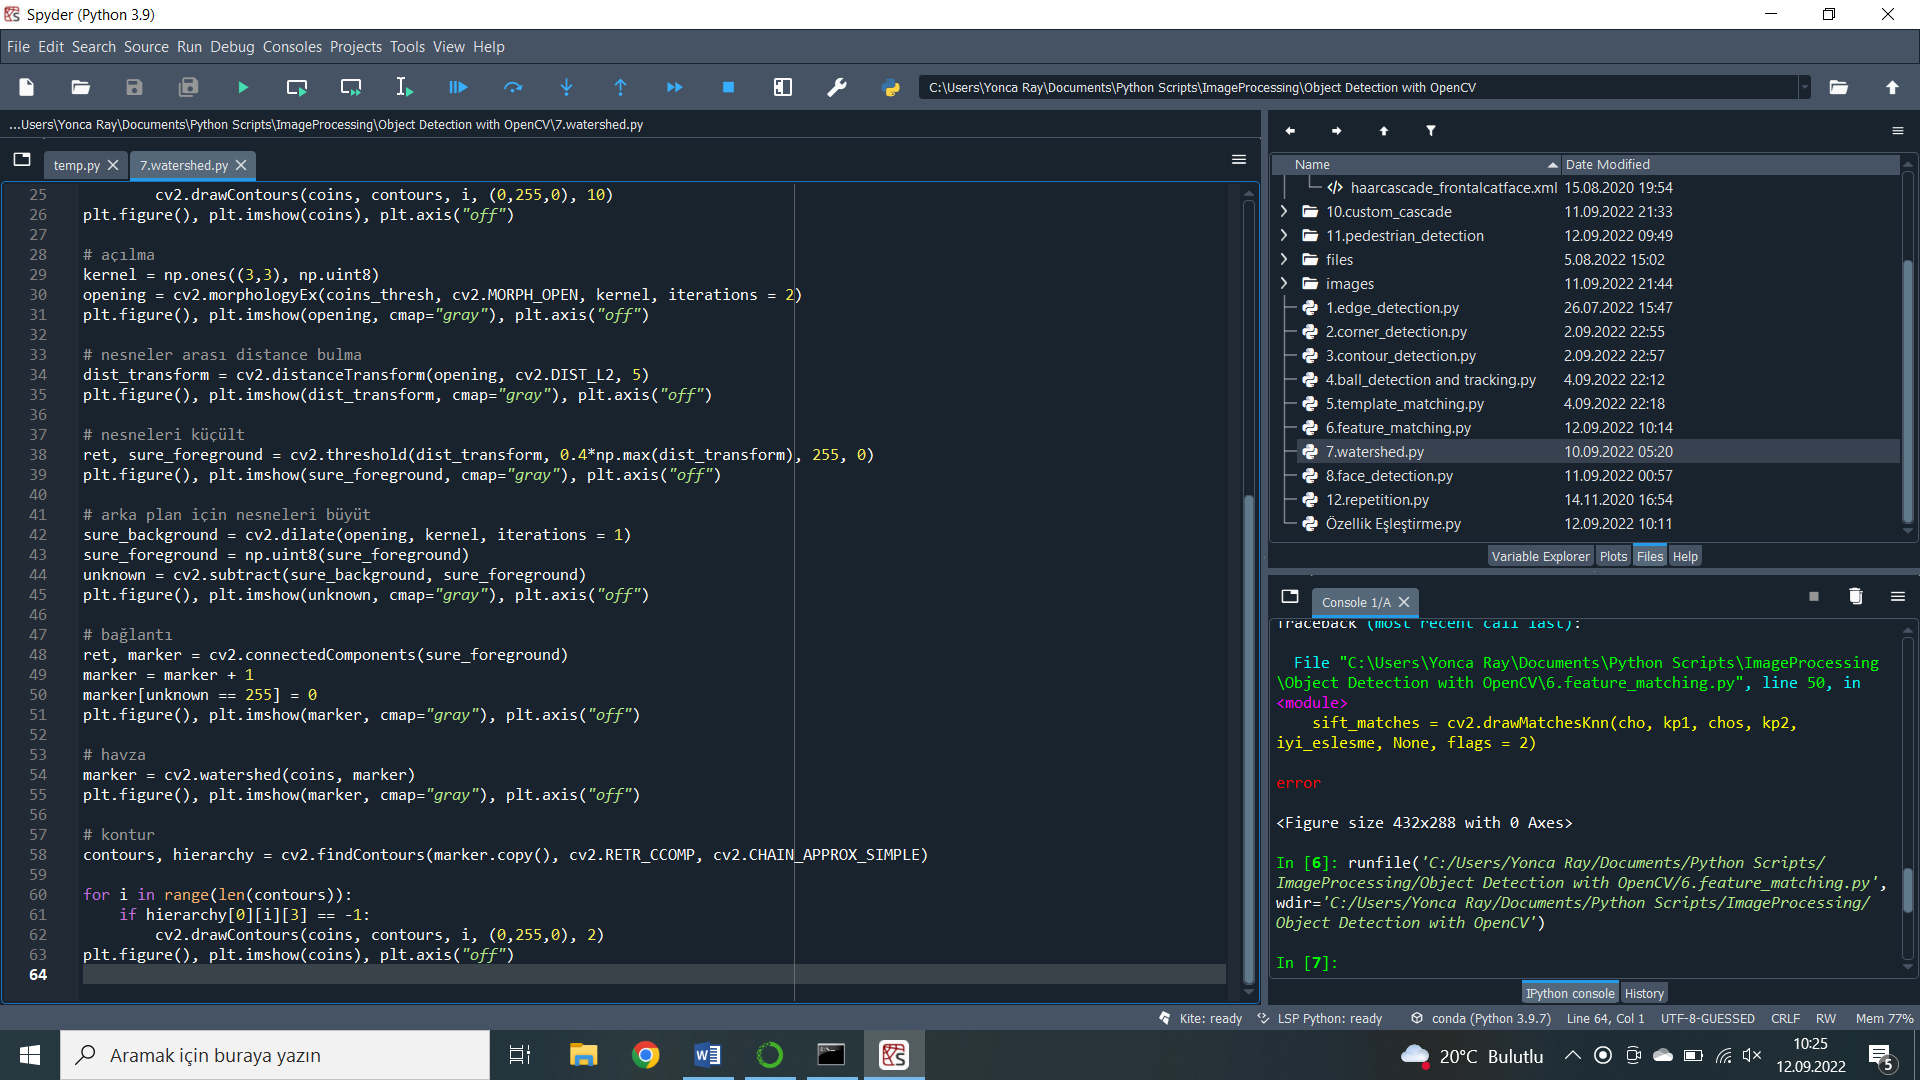 Spyder (Python 3.9)
File Edit Search Source Run Debug Consoles Projects Tools View Help
C:\Users\Yonca Ray\Documents\Python Scripts\ImageProcessing\Object Detection with OpenCV
...Users\Yonca Ray\Documents\Python Scripts\ImageProcessing\Object Detection with OpenCV\7.watershed.py
temp.py
7.watershed.py
25         cv2.drawContours(coins, contours, i, (0,255,0), 10)
26 plt.figure(), plt.imshow(coins), plt.axis("off")
27
28 # açılma
29 kernel = np.ones((3,3), np.uint8)
30 opening = cv2.morphologyEx(coins_thresh, cv2.MORPH_OPEN, kernel, iterations = 2)
31 plt.figure(), plt.imshow(opening, cmap="gray"), plt.axis("off")
32
33 # nesneler arası distance bulma
34 dist_transform = cv2.distanceTransform(opening, cv2.DIST_L2, 5)
35 plt.figure(), plt.imshow(dist_transform, cmap="gray"), plt.axis("off")
36
37 # nesneleri küçült
38 ret, sure_foreground = cv2.threshold(dist_transform, 0.4*np.max(dist_transform), 255, 0)
39 plt.figure(), plt.imshow(sure_foreground, cmap="gray"), plt.axis("off")
40
41 # arka plan için nesneleri büyüt
42 sure_background = cv2.dilate(opening, kernel, iterations = 1)
43 sure_foreground = np.uint8(sure_foreground)
44 unknown = cv2.subtract(sure_background, sure_foreground)
45 plt.figure(), plt.imshow(unknown, cmap="gray"), plt.axis("off")
46
47 # bağlantı
48 ret, marker = cv2.connectedComponents(sure_foreground)
49 marker = marker + 1
50 marker[unknown == 255] = 0
51 plt.figure(), plt.imshow(marker, cmap="gray"), plt.axis("off")
52
53 # havza
54 marker = cv2.watershed(coins, marker)
55 plt.figure(), plt.imshow(marker, cmap="gray"), plt.axis("off")
56
57 # kontur
58 contours, hierarchy = cv2.findContours(marker.copy(), cv2.RETR_CCOMP, cv2.CHAIN_APPROX_SIMPLE)
59
60 for i in range(len(contours)):
61     if hierarchy[0][i][3] == -1:
62         cv2.drawContours(coins, contours, i, (0,255,0), 2)
63 plt.figure(), plt.imshow(coins), plt.axis("off")
64
Name Date Modified
haarcascade_frontalcatface.xml 15.08.2020 19:54
10.custom_cascade 11.09.2022 21:33
11.pedestrian_detection 12.09.2022 09:49
files 5.08.2022 15:02
images 11.09.2022 21:44
1.edge_detection.py 26.07.2022 15:47
2.corner_detection.py 2.09.2022 22:55
3.contour_detection.py 2.09.2022 22:57
4.ball_detection and tracking.py 4.09.2022 22:12
5.template_matching.py 4.09.2022 22:18
6.feature_matching.py 12.09.2022 10:14
7.watershed.py 10.09.2022 05:20
8.face_detection.py 11.09.2022 00:57
12.repetition.py 14.11.2020 16:54
Özellik Eşleştirme.py 12.09.2022 10:11
Variable Explorer Plots Files Help
Console 1/A
Traceback (most recent call last):
File "C:\Users\Yonca Ray\Documents\Python Scripts\ImageProcessing
\Object Detection with OpenCV\6.feature_matching.py", line 50, in
<module>
sift_matches = cv2.drawMatchesKnn(cho, kp1, chos, kp2,
iyi_eslesme, None, flags = 2)
error
<Figure size 432x288 with 0 Axes>
In [6]: runfile('C:/Users/Yonca Ray/Documents/Python Scripts/
ImageProcessing/Object Detection with OpenCV/6.feature_matching.py',
wdir='C:/Users/Yonca Ray/Documents/Python Scripts/ImageProcessing/
Object Detection with OpenCV')
In [7]:
IPython console History
Kite: ready LSP Python: ready conda (Python 3.9.7) Line 64, Col 1 UTF-8-GUESSED CRLF RW Mem 77%
Aramak için buraya yazın
20°C Bulutlu
10:25
12.09.2022
5